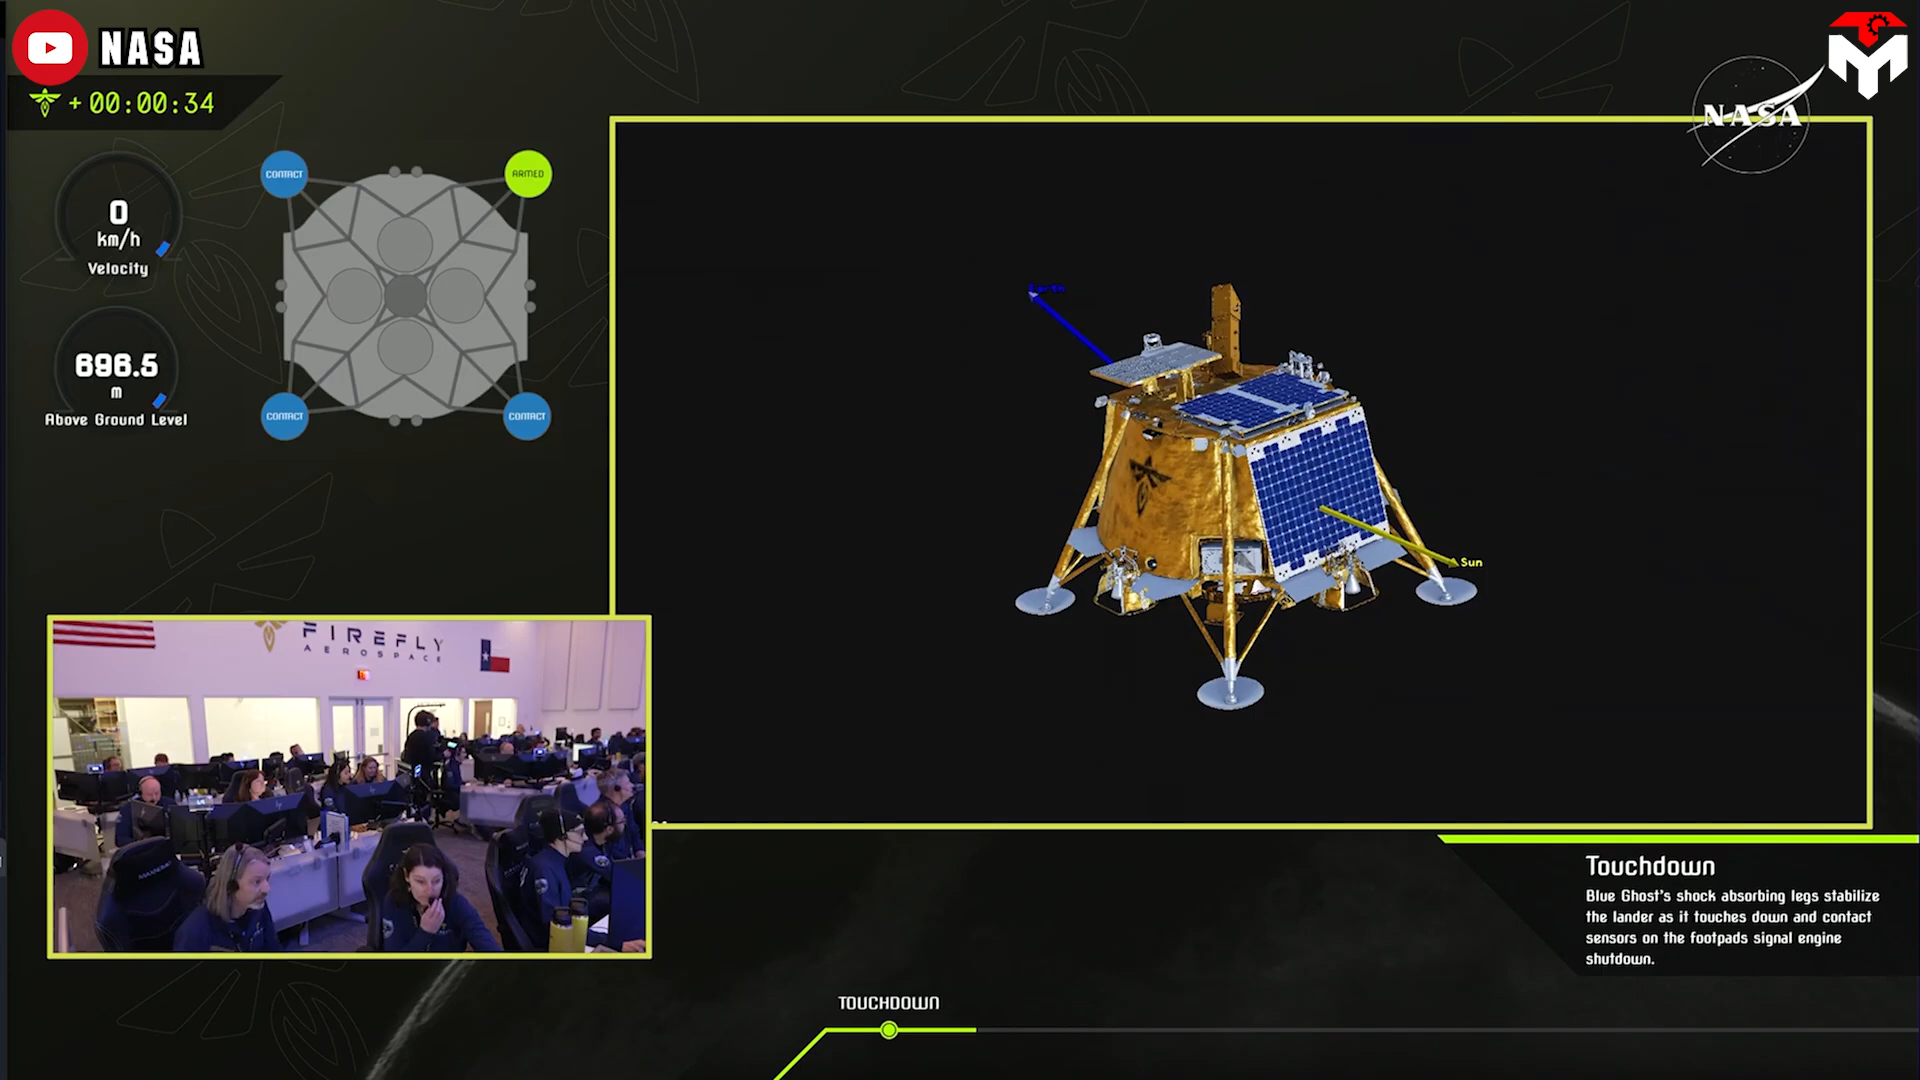 NASA
+ 00:00:34
NASA
CONTACT
ARMED
0
km/h
Velocity
696.5
m
Above Ground Level
CONTACT
CONTACT
Earth
Sun
FIREFLY
AEROSPACE
Touchdown
Blue Ghost's shock absorbing legs stabilize
the lander as it touches down and contact
sensors on the footpads signal engine
shutdown.
TOUCHDOWN